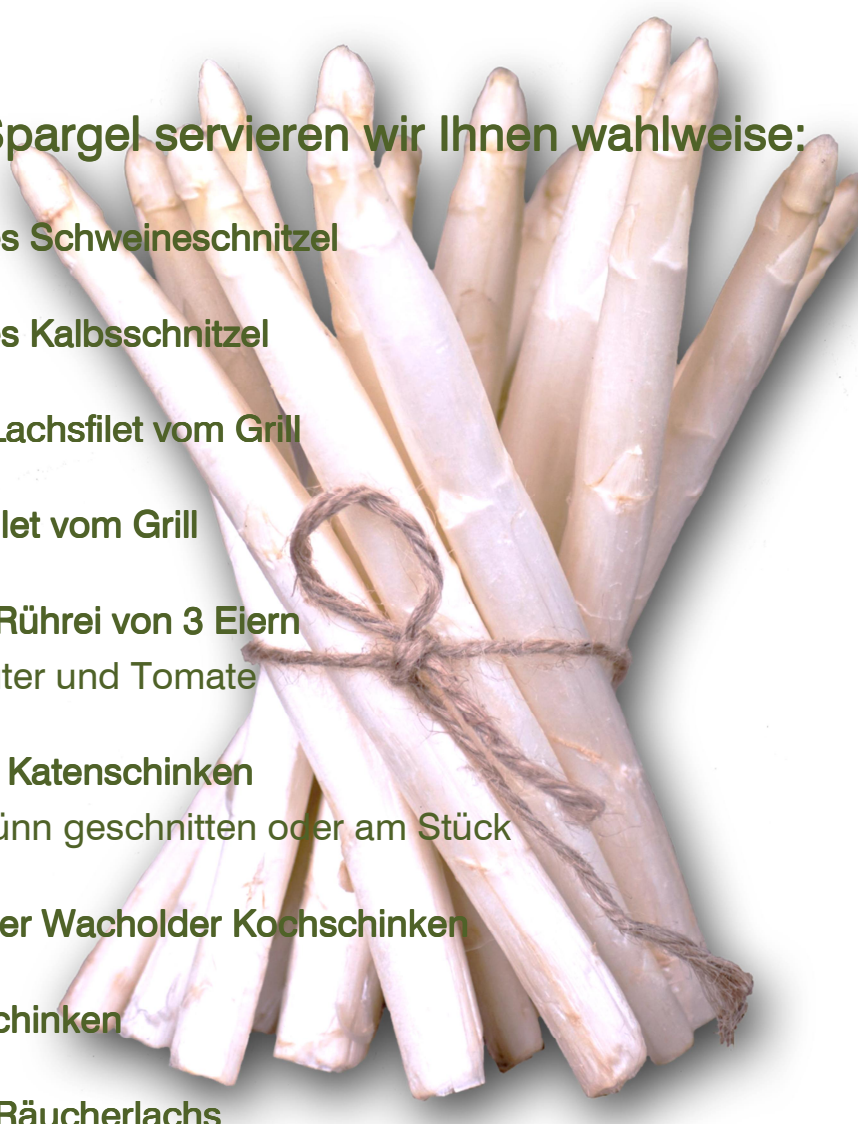 Spargel servieren wir Ihnen wahlweise:
s Schweineschnitzel
s Kalbsschnitzel
Lachsfilet vom Grill
let vom Grill
Rührei von 3 Eiern
ter und Tomate
Katenschinken
ünn geschnitten oder am Stück
er Wacholder Kochschinken
chinken
Räucherlachs